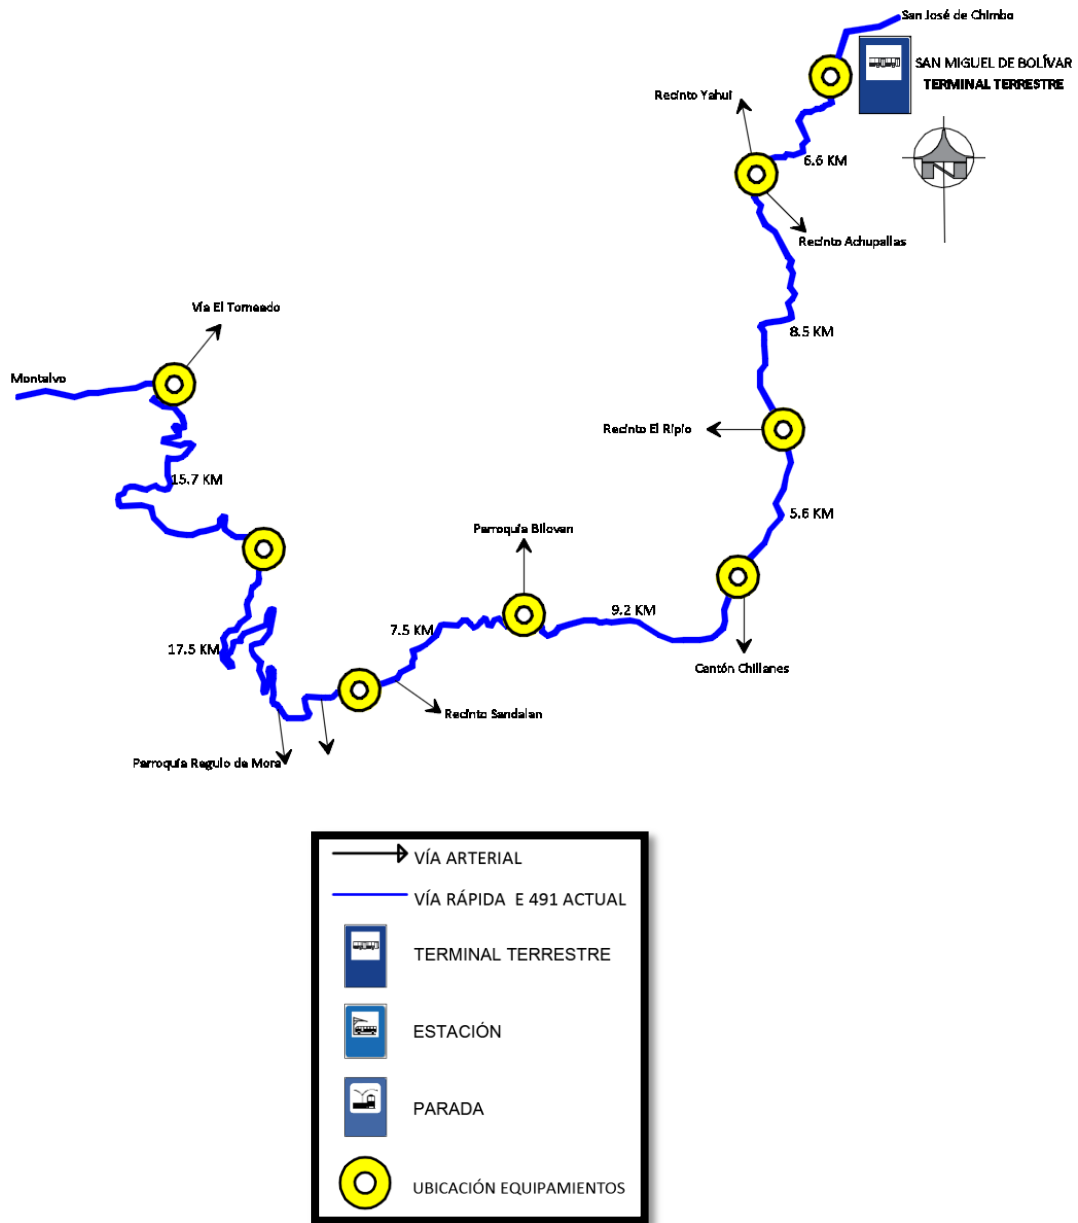 San José de Chimbo
SAN MIGUEL DE BOLÍVAR
TERMINAL TERRESTRE
Recinto Yahui
6.6 KM
Recinto Achupallas
Vía El Torneado
8.5 KM
Montalvo
Recinto El Ripio
15.7 KM
5.6 KM
Parroquía Bilovan
9.2 KM
7.5 KM
17.5 KM
Cantón Chillanes
Recinto Sandalan
Parroquía Regulo de Mora
VÍA ARTERIAL
VÍA RÁPIDA E 491 ACTUAL
TERMINAL TERRESTRE
ESTACIÓN
PARADA
UBICACIÓN EQUIPAMIENTOS